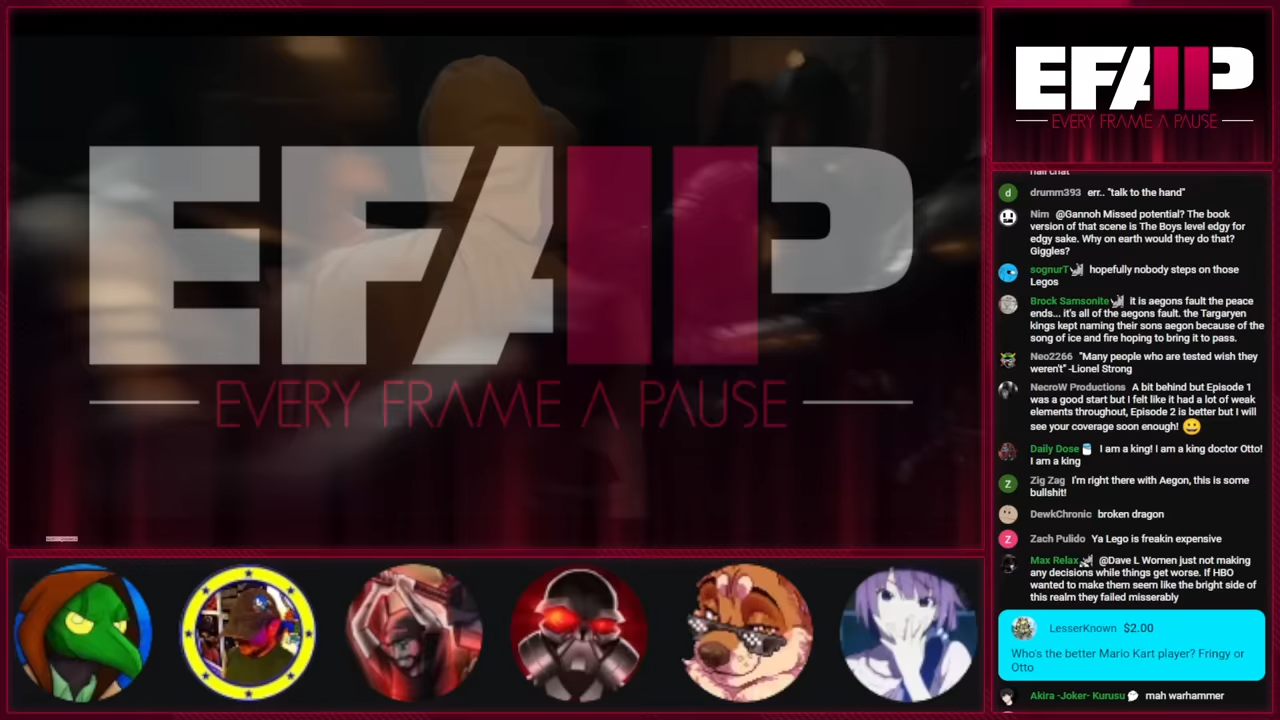 EFAP
EVERY FRAME A PAUSE
EFAP
EVERY FRAME A PAUSE
hall chat
d drumm393 err.. "talk to the hand"
Nim @Gannoh Missed potential? The book
version of that scene is The Boys level edgy for
edgy sake. Why on earth would they do that?
Giggles?
sognurT hopefully nobody steps on those
Legos
Brock Samsonite it is aegons fault the peace
ends... it's all of the aegons fault. the Targaryen
kings kept naming their sons aegon because of the
song of ice and fire hoping to bring it to pass.
Neo2266 "Many people who are tested wish they
weren't" -Lionel Strong
NecroW Productions A bit behind but Episode 1
was a good start but I felt like it had a lot of weak
elements throughout, Episode 2 is better but I will
see your coverage soon enough! 😀
Daily Dose I am a king! I am a king doctor Otto!
I am a king
Z Zig Zag I'm right there with Aegon, this is some
bullshit!
DewkChronic broken dragon
Z Zach Pulido Ya Lego is freakin expensive
Max Relax @Dave L Women just not making
any decisions while things get worse. If HBO
wanted to make them seem like the bright side of
this realm they failed misserably
LesserKnown $2.00
Who's the better Mario Kart player? Fringy or
Otto
Akira -Joker- Kurusu mah warhammer